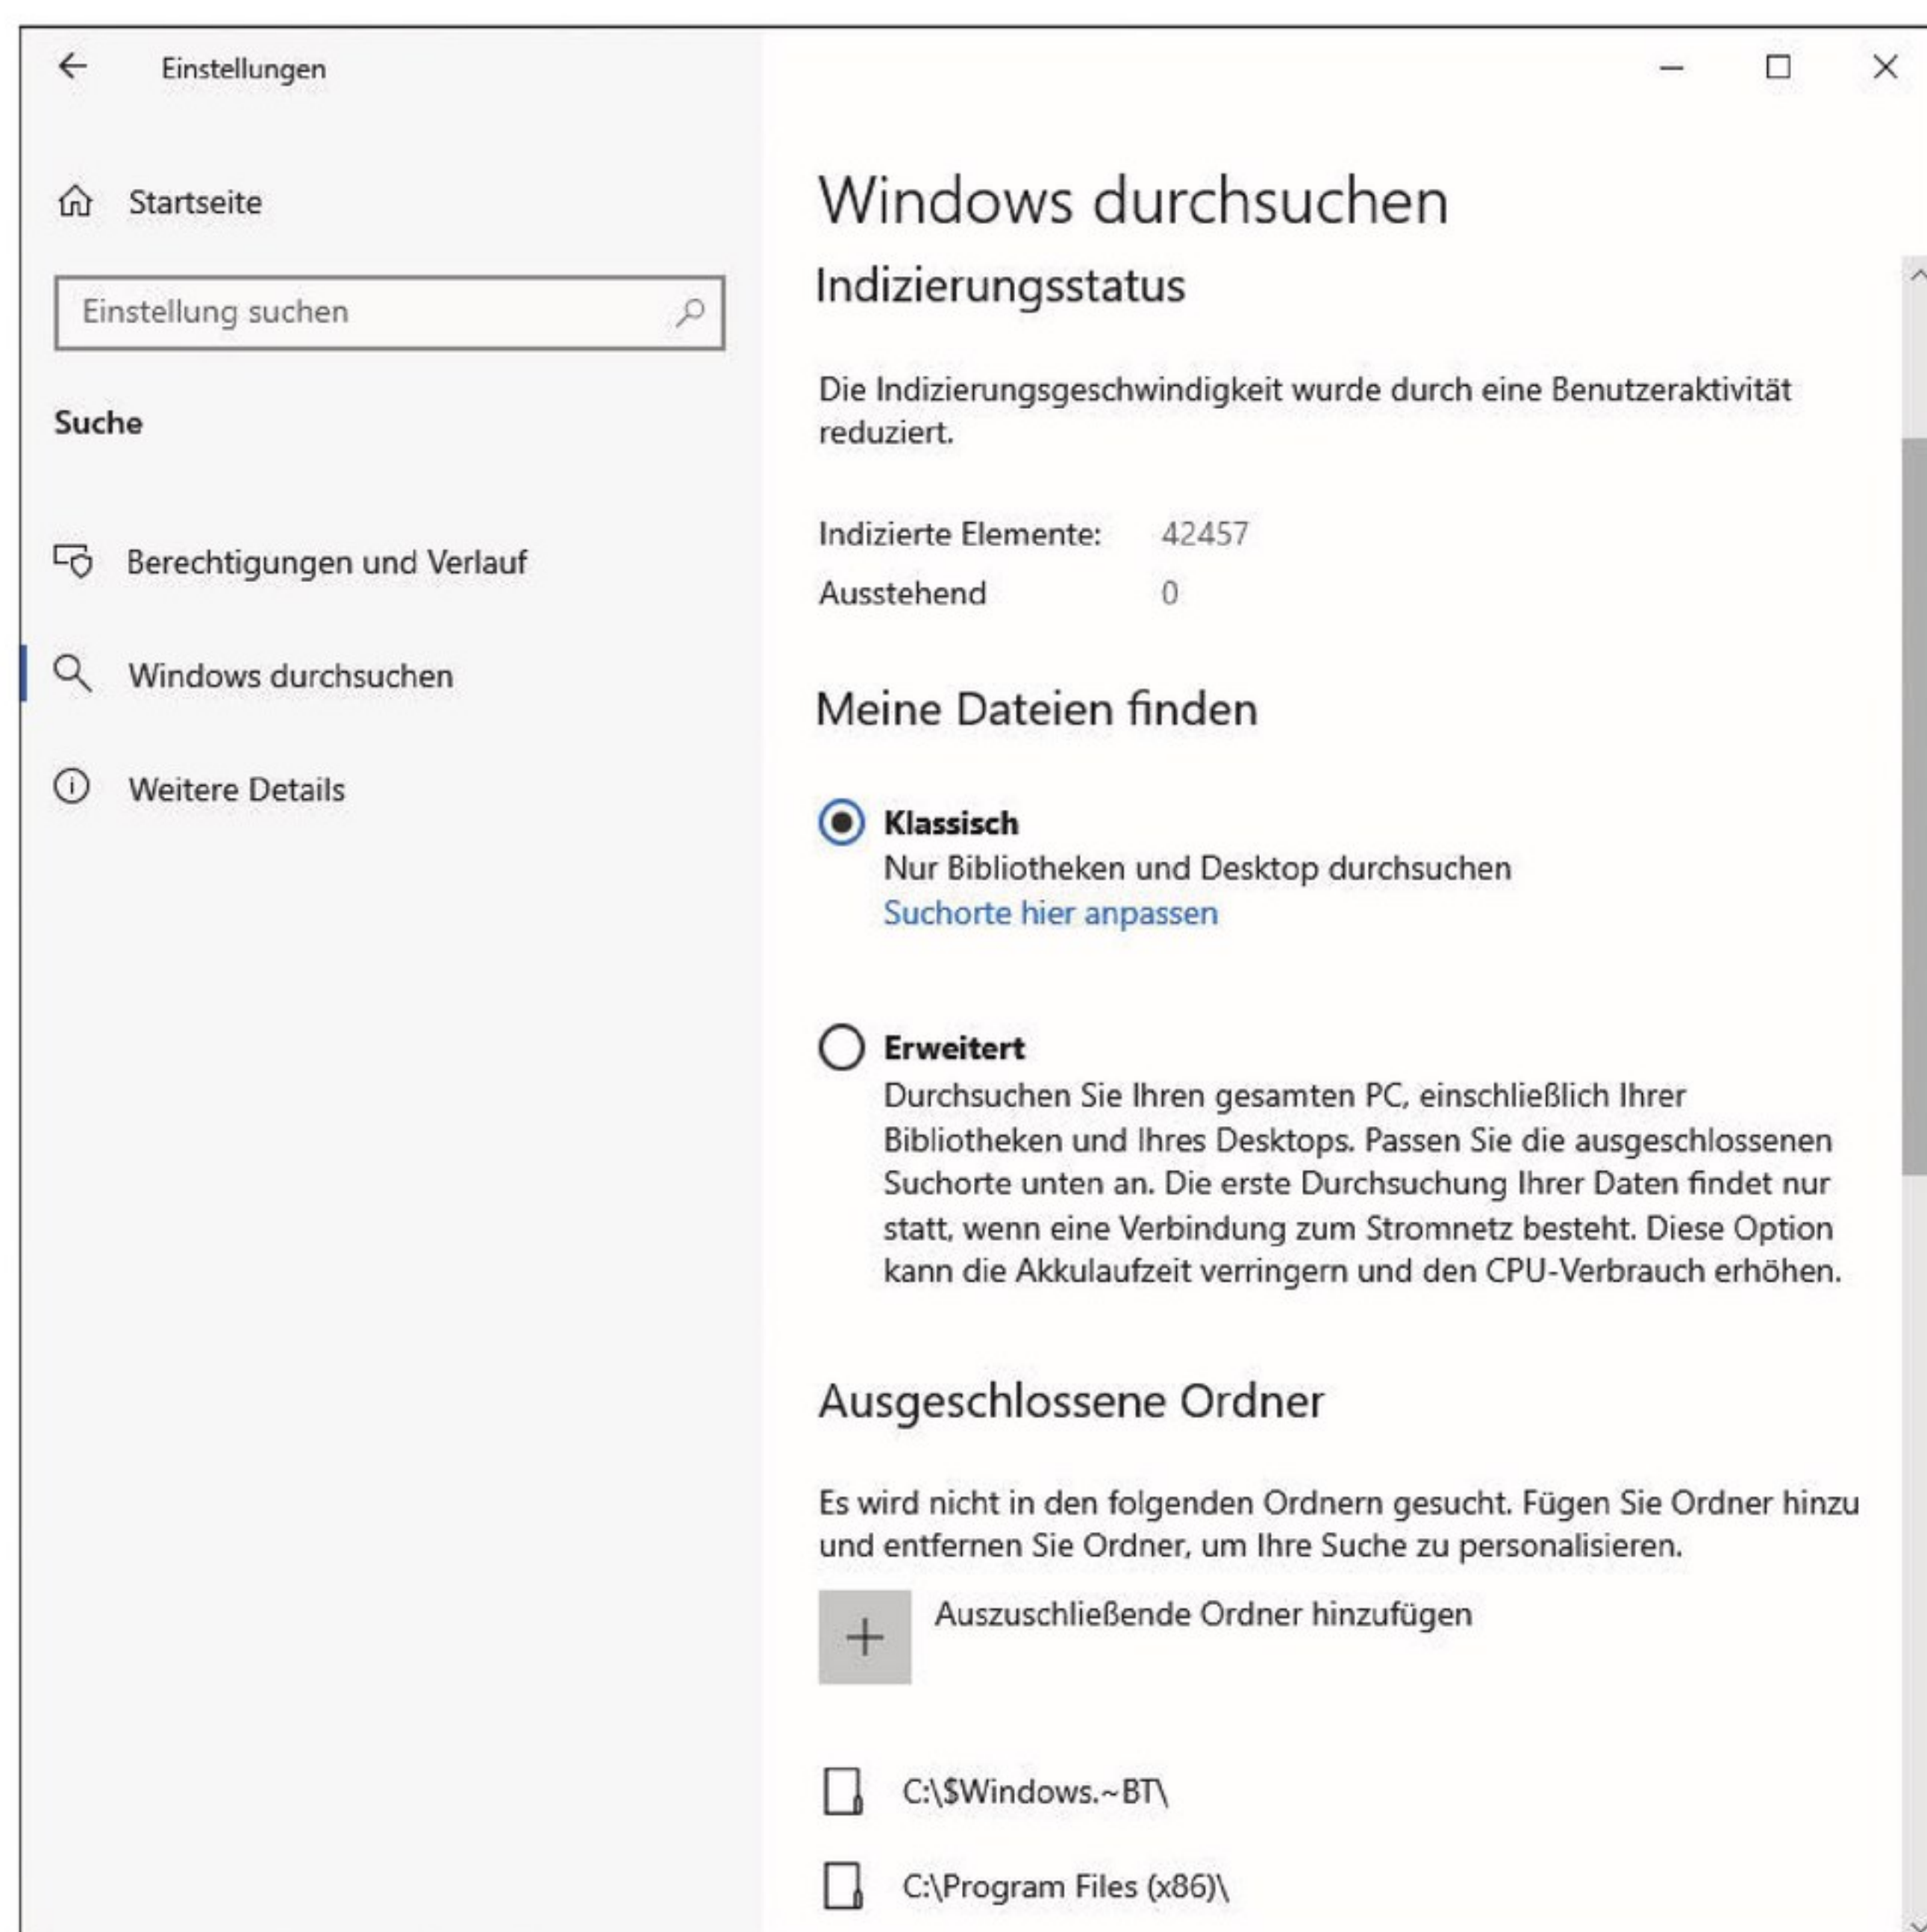 Einstellungen
Startseite
Einstellung suchen
Suche
Berechtigungen und Verlauf
Windows durchsuchen
Weitere Details
Windows durchsuchen
Indizierungsstatus
Die Indizierungsgeschwindigkeit wurde durch eine Benutzeraktivität
reduziert.
Indizierte Elemente: 42457
Ausstehend 0
Meine Dateien finden
Klassisch
Nur Bibliotheken und Desktop durchsuchen
Suchorte hier anpassen
Erweitert
Durchsuchen Sie Ihren gesamten PC, einschließlich Ihrer
Bibliotheken und Ihres Desktops. Passen Sie die ausgeschlossenen
Suchorte unten an. Die erste Durchsuchung Ihrer Daten findet nur
statt, wenn eine Verbindung zum Stromnetz besteht. Diese Option
kann die Akkulaufzeit verringern und den CPU-Verbrauch erhöhen.
Ausgeschlossene Ordner
Es wird nicht in den folgenden Ordnern gesucht. Fügen Sie Ordner hinzu
und entfernen Sie Ordner, um Ihre Suche zu personalisieren.
Auszuschließende Ordner hinzufügen
C:\$Windows.~BT\
C:\Program Files (x86)\